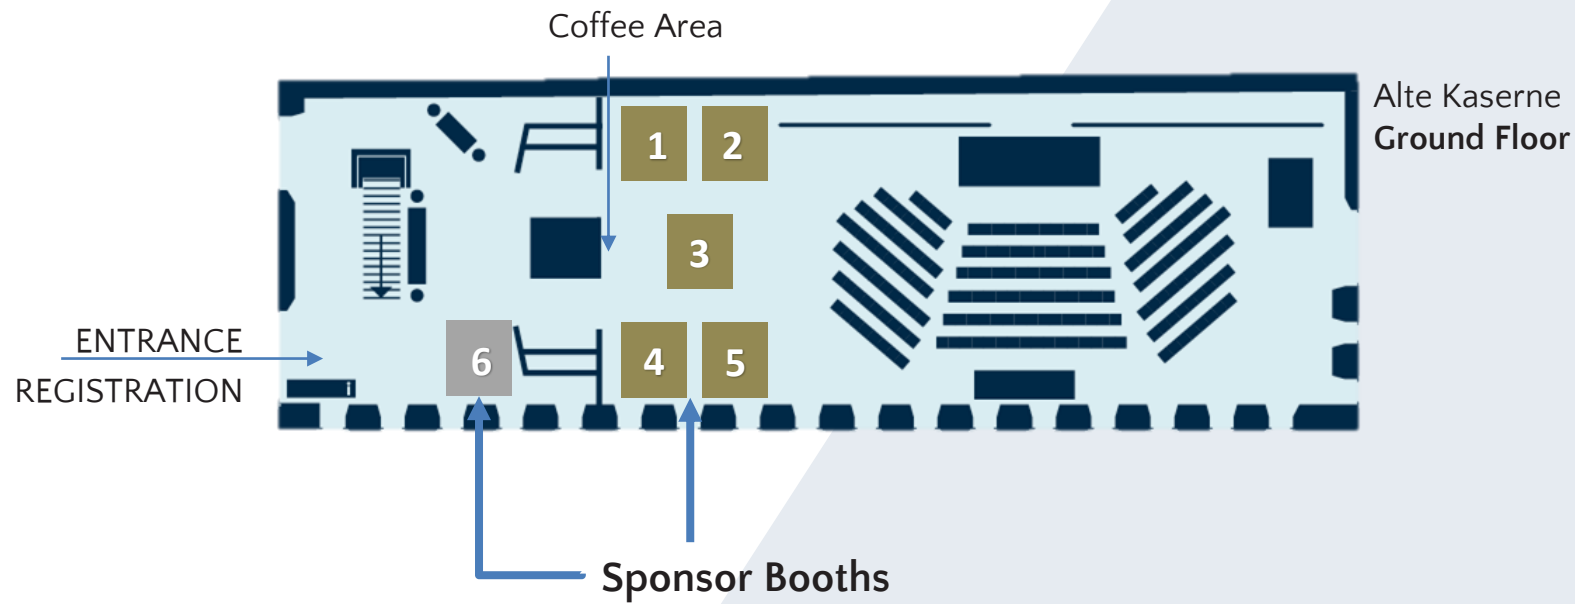 Coffee Area
Alte Kaserne
Ground Floor
1 2
3
ENTRANCE
REGISTRATION
i
6 4 5
Sponsor Booths